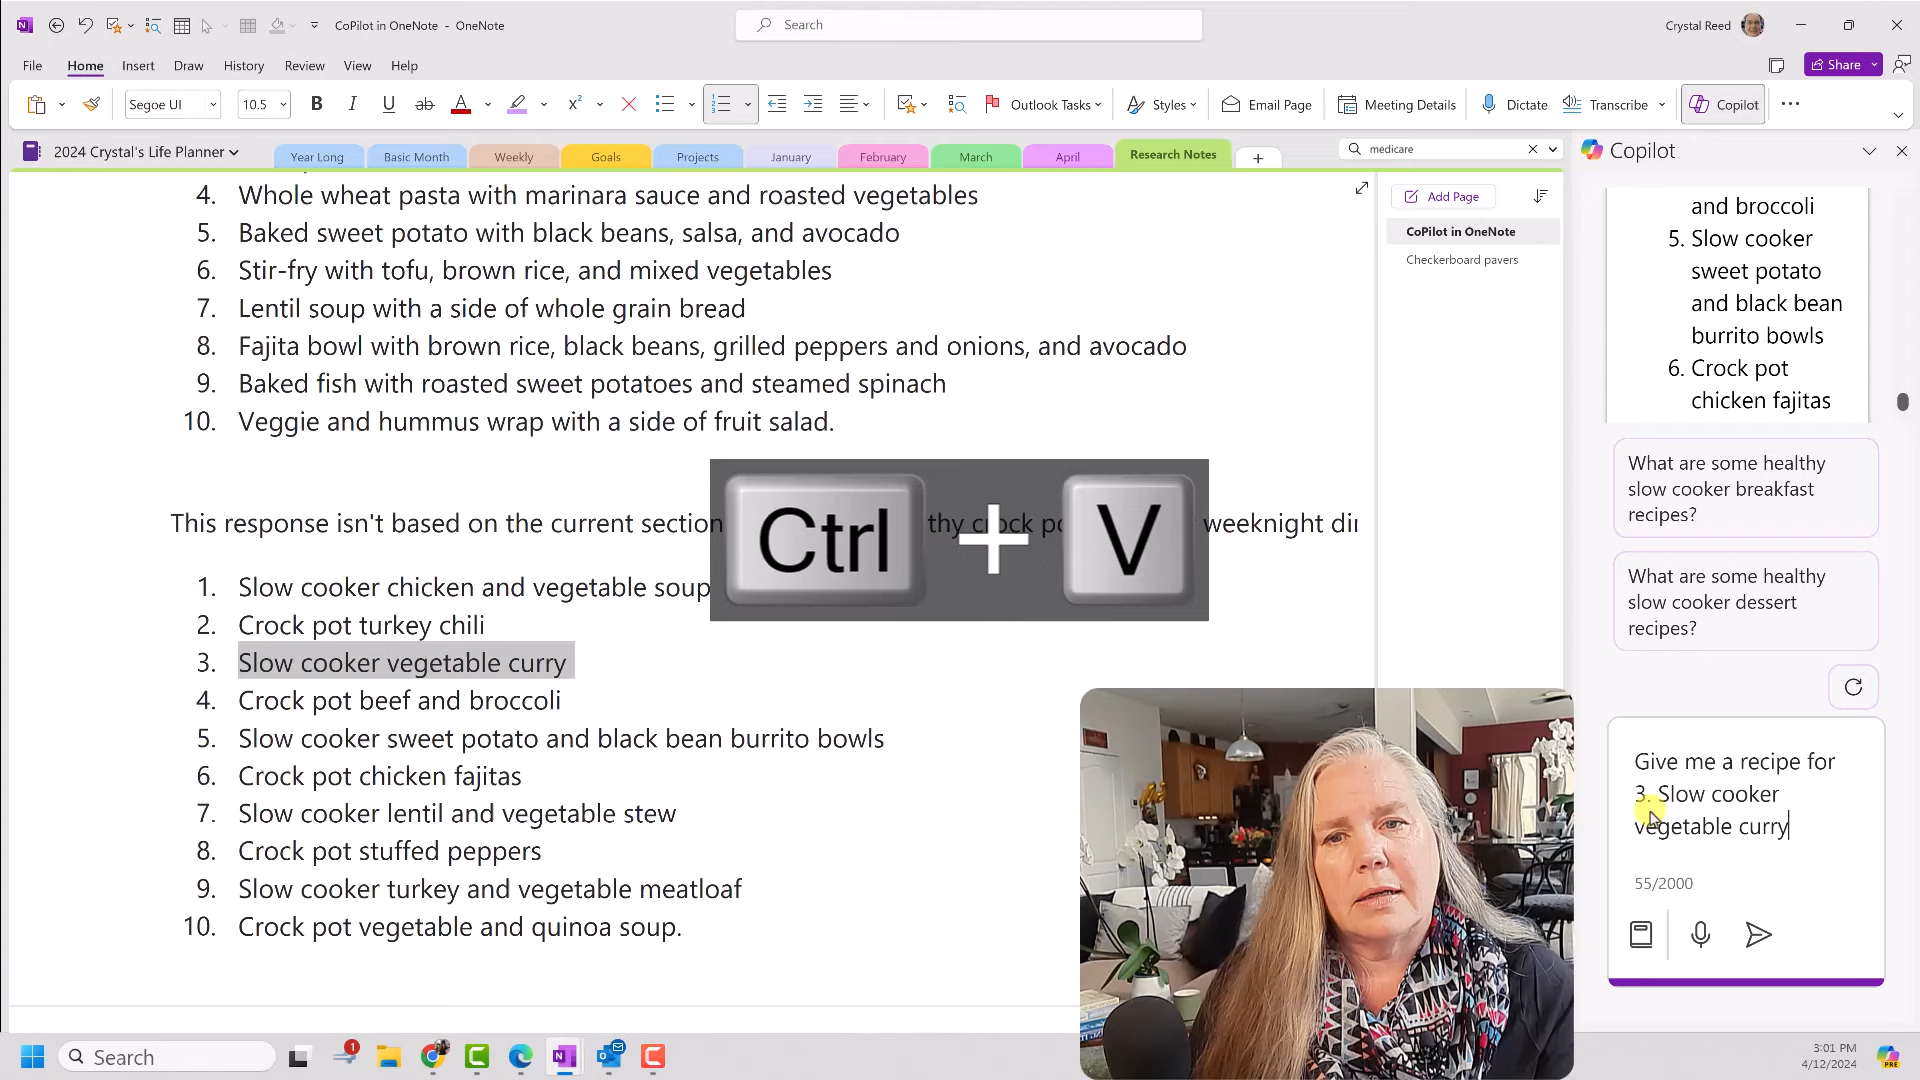 CoPilot in OneNote - OneNote
Search
Crystal Reed
File Home Insert Draw History Review View Help
Share
Segoe UI 10.5 B I ab A x² Outlook Tasks Styles Email Page Meeting Details Dictate Transcribe Copilot
2024 Crystal's Life Planner
Year Long Basic Month Weekly Goals Projects January February March April Research Notes +
medicare
Copilot
4. Whole wheat pasta with marinara sauce and roasted vegetables
5. Baked sweet potato with black beans, salsa, and avocado
6. Stir-fry with tofu, brown rice, and mixed vegetables
7. Lentil soup with a side of whole grain bread
8. Fajita bowl with brown rice, black beans, grilled peppers and onions, and avocado
9. Baked fish with roasted sweet potatoes and steamed spinach
10. Veggie and hummus wrap with a side of fruit salad.
This response isn't based on the current section
thy crock po
weeknight din
Ctrl + V
1. Slow cooker chicken and vegetable soup
2. Crock pot turkey chili
3. Slow cooker vegetable curry
4. Crock pot beef and broccoli
5. Slow cooker sweet potato and black bean burrito bowls
6. Crock pot chicken fajitas
7. Slow cooker lentil and vegetable stew
8. Crock pot stuffed peppers
9. Slow cooker turkey and vegetable meatloaf
10. Crock pot vegetable and quinoa soup.
Add Page
CoPilot in OneNote
Checkerboard pavers
and broccoli
5. Slow cooker
sweet potato
and black bean
burrito bowls
6. Crock pot
chicken fajitas
What are some healthy
slow cooker breakfast
recipes?
What are some healthy
slow cooker dessert
recipes?
Give me a recipe for
3. Slow cooker
vegetable curry
55/2000
Search
1
3:01 PM
4/12/2024
PRE